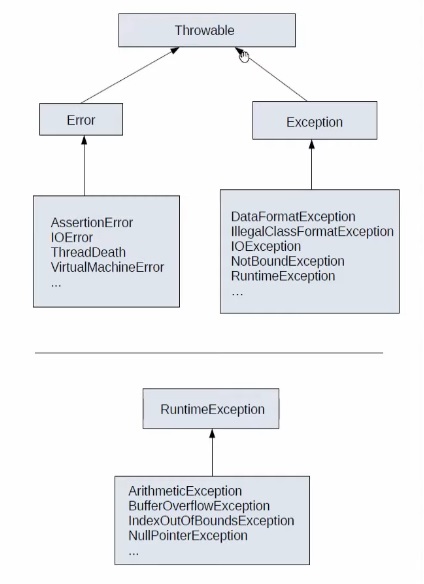 Throwable
Error
Exception
AssertionError
IOError
ThreadDeath
VirtualMachineError
...
DataFormatException
IllegalClassFormatException
IOException
NotBoundException
RuntimeException
...
RuntimeException
ArithmeticException
BufferOverflowException
IndexOutOfBoundsException
NullPointerException
...